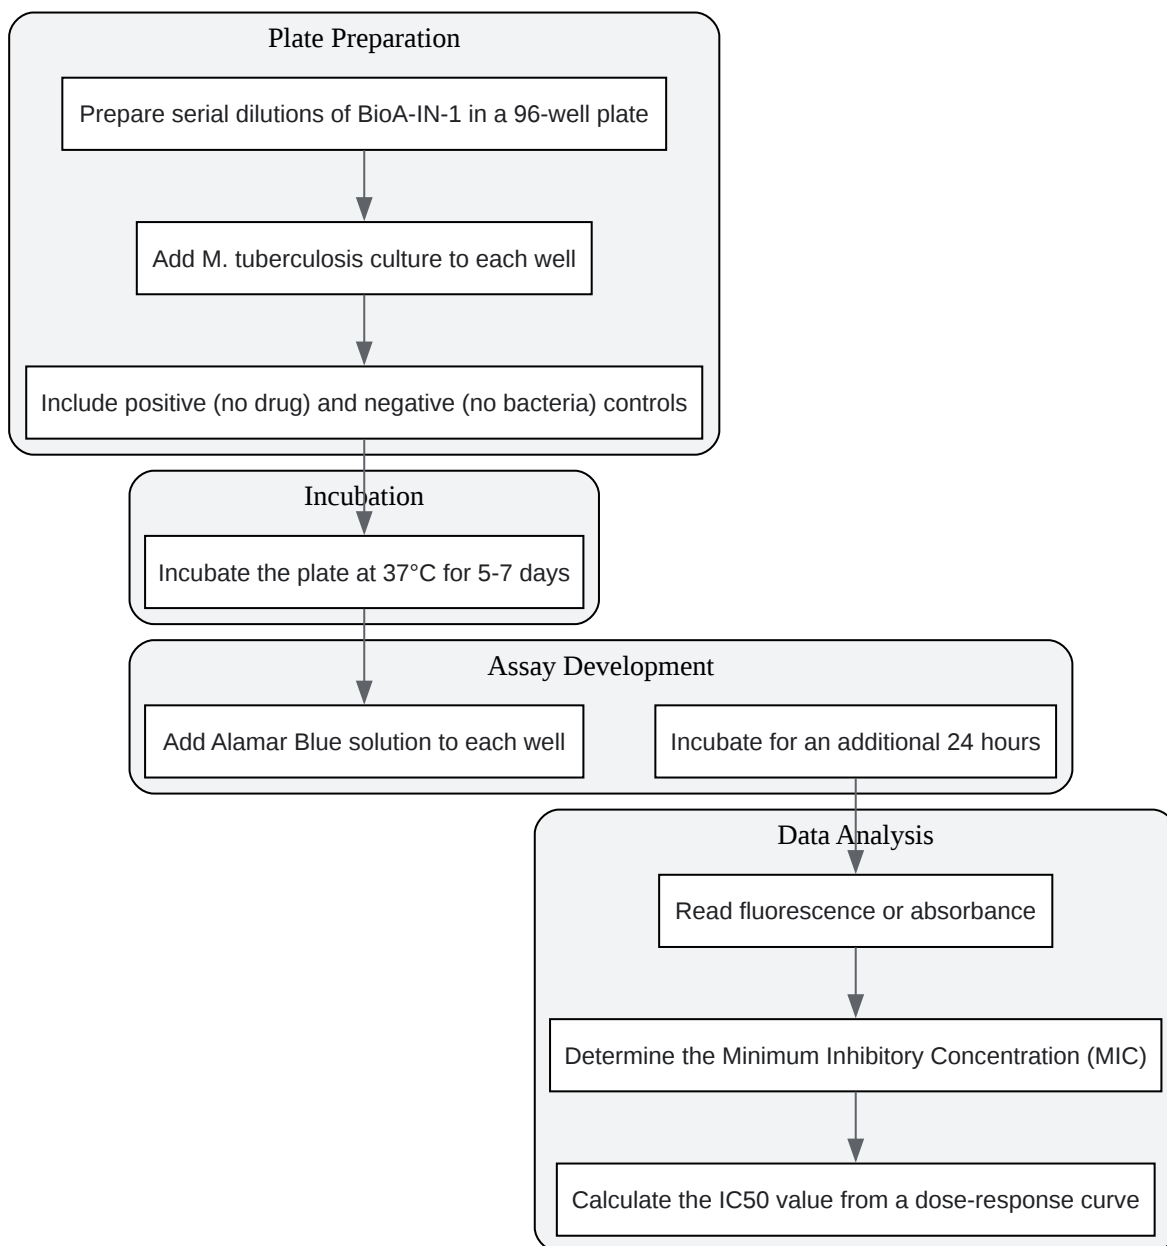 Plate Preparation
Prepare serial dilutions of BioA-IN-1 in a 96-well plate
Add M. tuberculosis culture to each well
Include positive (no drug) and negative (no bacteria) controls
Incubation
Incubate the plate at 37°C for 5-7 days
Assay Development
Add Alamar Blue solution to each well
Incubate for an additional 24 hours
Data Analysis
Read fluorescence or absorbance
Determine the Minimum Inhibitory Concentration (MIC)
Calculate the IC50 value from a dose-response curve